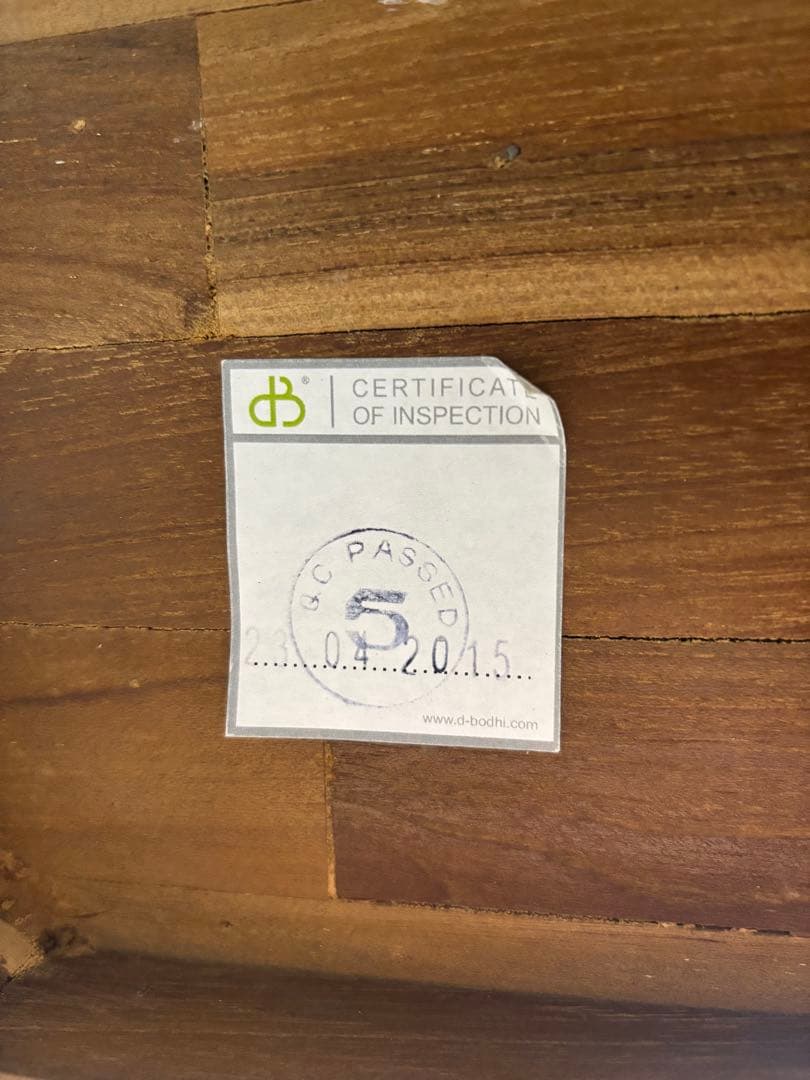 dB®
CERTIFICATE
OF INSPECTION
QC PASSED
5
23 04 2015
www.d-bodhi.com